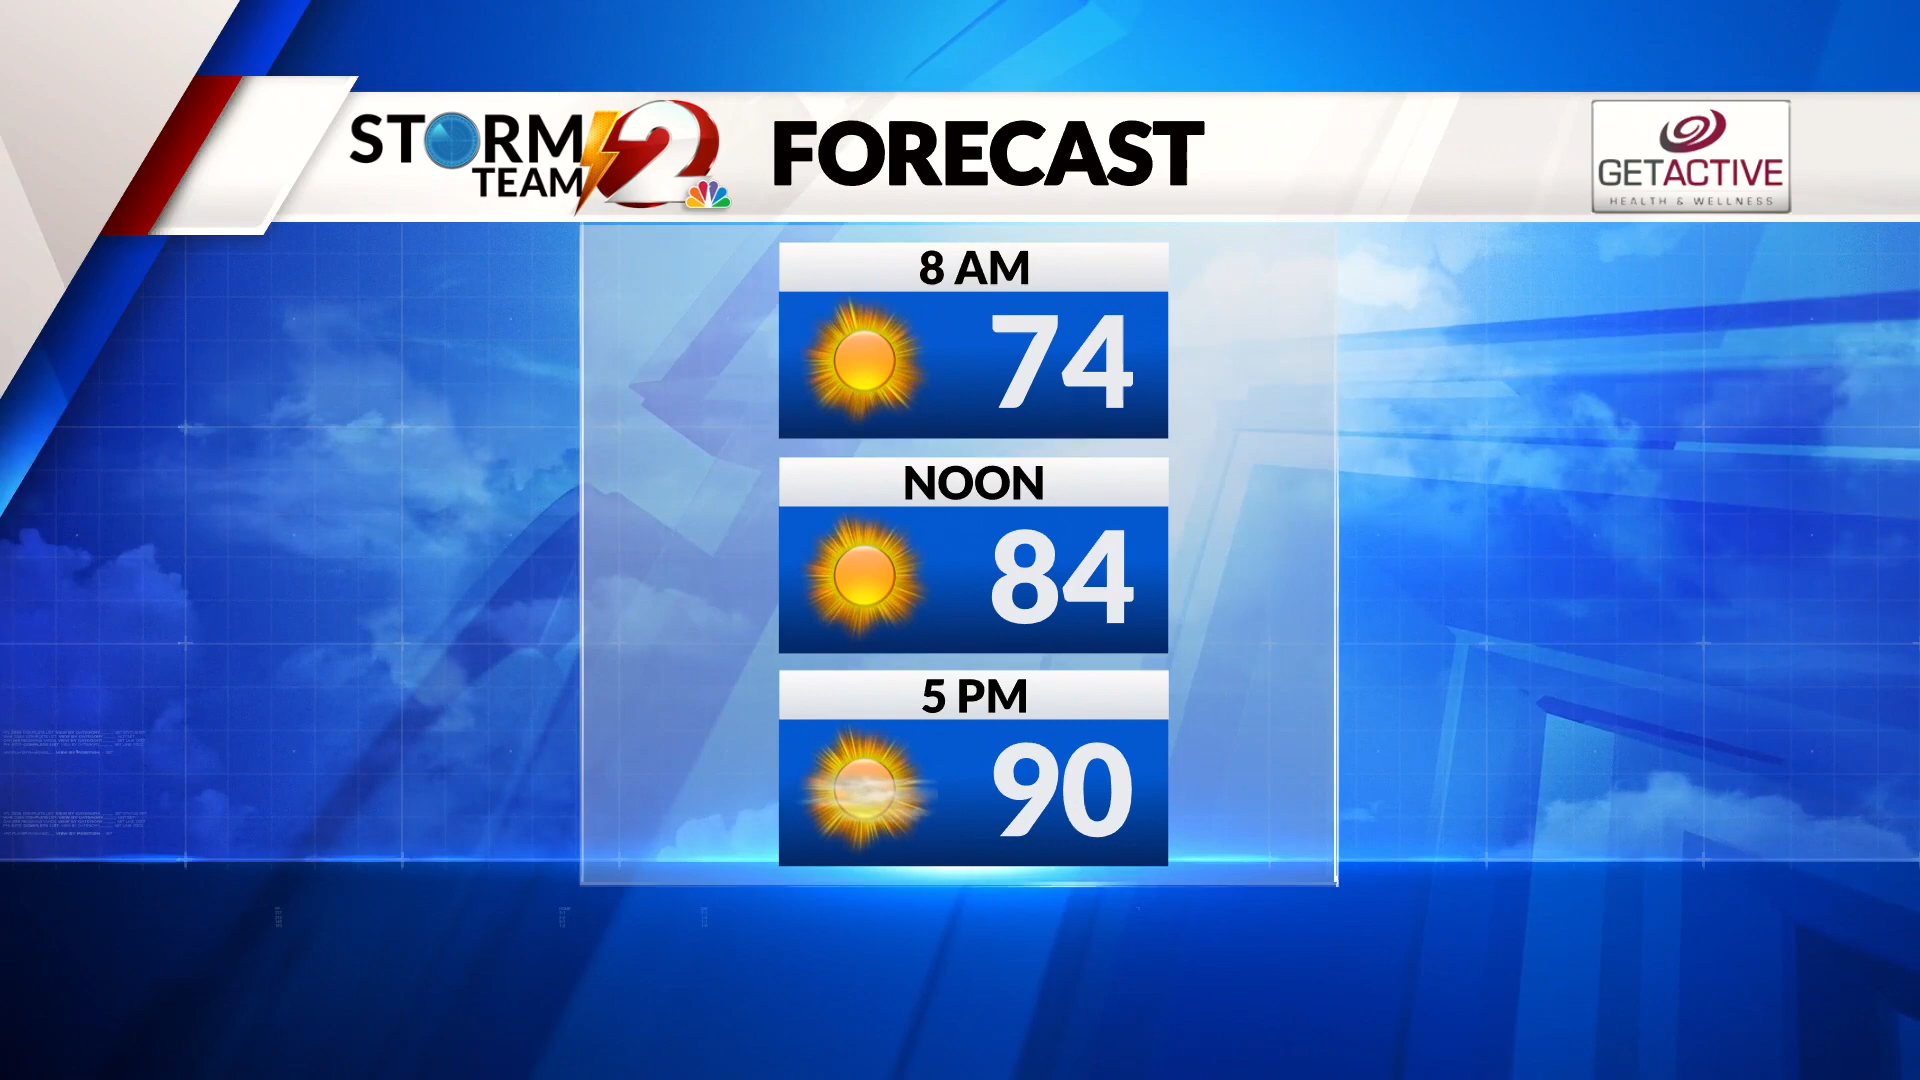 STORM
TEAM
2
FORECAST
GETACTIVE
HEALTH & WELLNESS
8 AM
74
NOON
84
5 PM
90